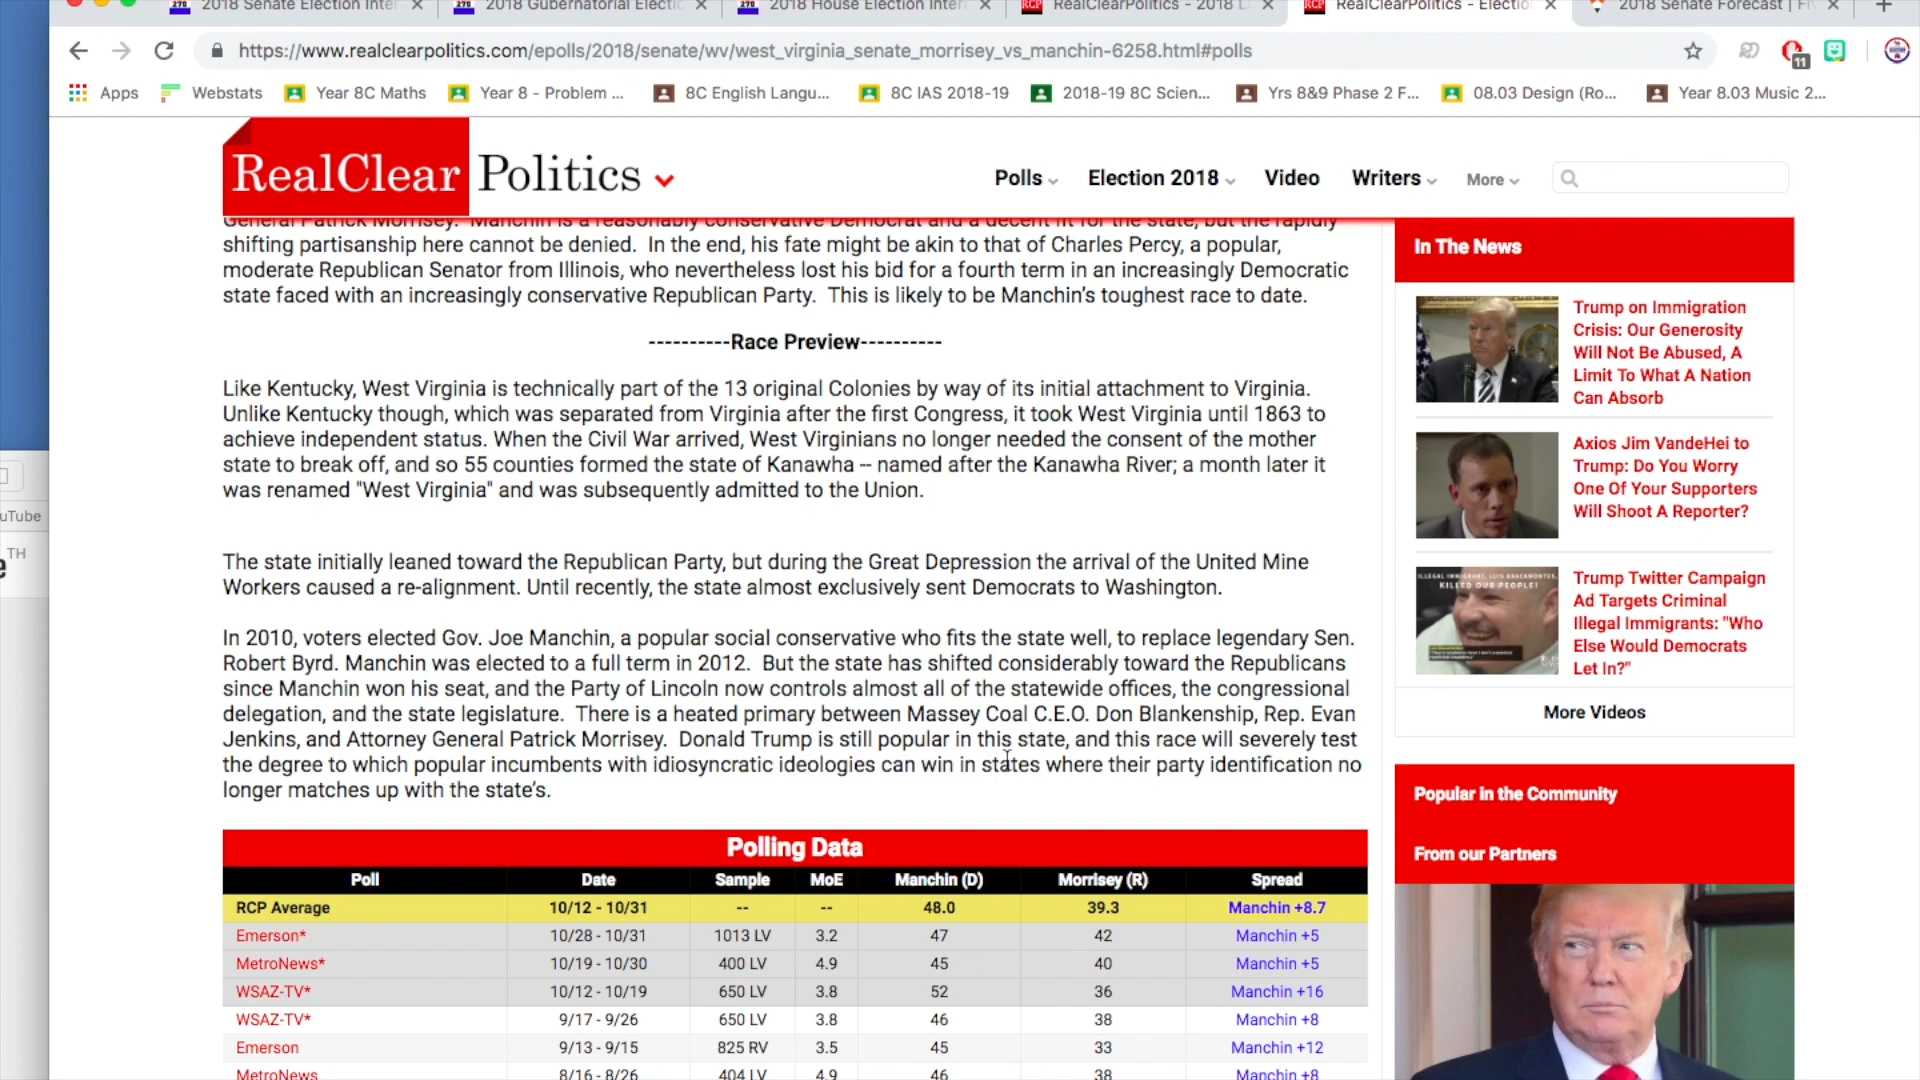 2018 Senate Election Inter
2018 Gubernatorial Electio
2018 House Election Inter
RealClearPolitics - 2018 L
RealClearPolitics - Electio
2018 Senate Forecast | Fiv
https://www.realclearpolitics.com/epolls/2018/senate/wv/west_virginia_senate_morrisey_vs_manchin-6258.html#polls
11
Apps
Webstats
Year 8C Maths
Year 8 - Problem ...
8C English Langu...
8C IAS 2018-19
2018-19 8C Scien...
Yrs 8&9 Phase 2 F...
08.03 Design (Ro...
Year 8.03 Music 2...
RealClear Politics
Polls
Election 2018
Video
Writers
More
General Patrick Morrisey. Manchin is a reasonably conservative Democrat and a decent fit for the state, but the rapidly
shifting partisanship here cannot be denied. In the end, his fate might be akin to that of Charles Percy, a popular,
moderate Republican Senator from Illinois, who nevertheless lost his bid for a fourth term in an increasingly Democratic
state faced with an increasingly conservative Republican Party. This is likely to be Manchin's toughest race to date.
----------Race Preview----------
Like Kentucky, West Virginia is technically part of the 13 original Colonies by way of its initial attachment to Virginia.
Unlike Kentucky though, which was separated from Virginia after the first Congress, it took West Virginia until 1863 to
achieve independent status. When the Civil War arrived, West Virginians no longer needed the consent of the mother
state to break off, and so 55 counties formed the state of Kanawha -- named after the Kanawha River; a month later it
was renamed "West Virginia" and was subsequently admitted to the Union.
The state initially leaned toward the Republican Party, but during the Great Depression the arrival of the United Mine
Workers caused a re-alignment. Until recently, the state almost exclusively sent Democrats to Washington.
In 2010, voters elected Gov. Joe Manchin, a popular social conservative who fits the state well, to replace legendary Sen.
Robert Byrd. Manchin was elected to a full term in 2012. But the state has shifted considerably toward the Republicans
since Manchin won his seat, and the Party of Lincoln now controls almost all of the statewide offices, the congressional
delegation, and the state legislature. There is a heated primary between Massey Coal C.E.O. Don Blankenship, Rep. Evan
Jenkins, and Attorney General Patrick Morrisey. Donald Trump is still popular in this state, and this race will severely test
the degree to which popular incumbents with idiosyncratic ideologies can win in states where their party identification no
longer matches up with the state's.
Polling Data
Poll Date Sample MoE Manchin (D) Morrisey (R) Spread
RCP Average 10/12 - 10/31 -- -- 48.0 39.3 Manchin +8.7
Emerson* 10/28 - 10/31 1013 LV 3.2 47 42 Manchin +5
MetroNews* 10/19 - 10/30 400 LV 4.9 45 40 Manchin +5
WSAZ-TV* 10/12 - 10/19 650 LV 3.8 52 36 Manchin +16
WSAZ-TV* 9/17 - 9/26 650 LV 3.8 46 38 Manchin +8
Emerson 9/13 - 9/15 825 RV 3.5 45 33 Manchin +12
MetroNews 8/16 - 8/26 404 LV 4.9 46 38 Manchin +8
In The News
Trump on Immigration
Crisis: Our Generosity
Will Not Be Abused, A
Limit To What A Nation
Can Absorb
Axios Jim VandeHei to
Trump: Do You Worry
One Of Your Supporters
Will Shoot A Reporter?
ILLEGAL IMMIGRANT, LUIS BRACAMONTES,
KILLED OUR PEOPLE!
Trump Twitter Campaign
Ad Targets Criminal
Illegal Immigrants: "Who
Else Would Democrats
Let In?"
More Videos
Popular in the Community
From our Partners
uTube
e TH